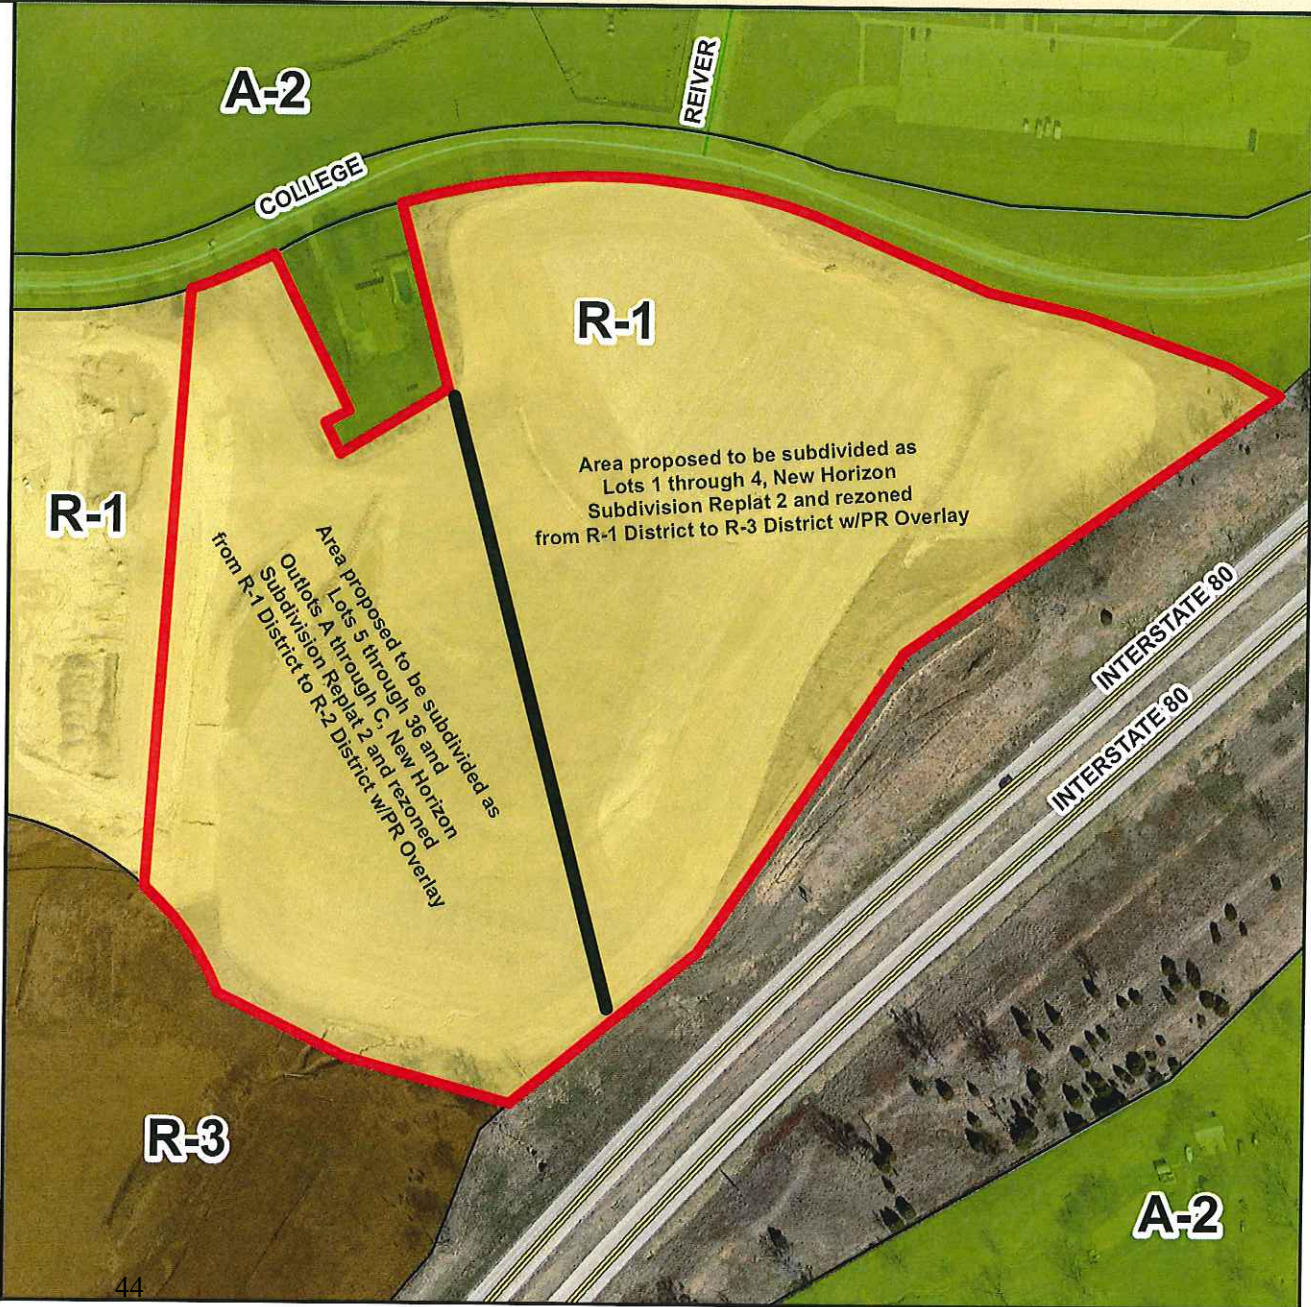 A-2
REIVER
COLLEGE
R-1
Area proposed to be subdivided as
Lots 1 through 4, New Horizon
Subdivision Replat 2 and rezoned
from R-1 District to R-3 District w/PR Overlay
R-1
Area proposed to be subdivided as
Lots 5 through 36 and
Outlots A through C, New Horizon
Subdivision Replat 2 and rezoned
from R-1 District to R-2 District w/PR Overlay
INTERSTATE 80
INTERSTATE 80
R-3
A-2
44